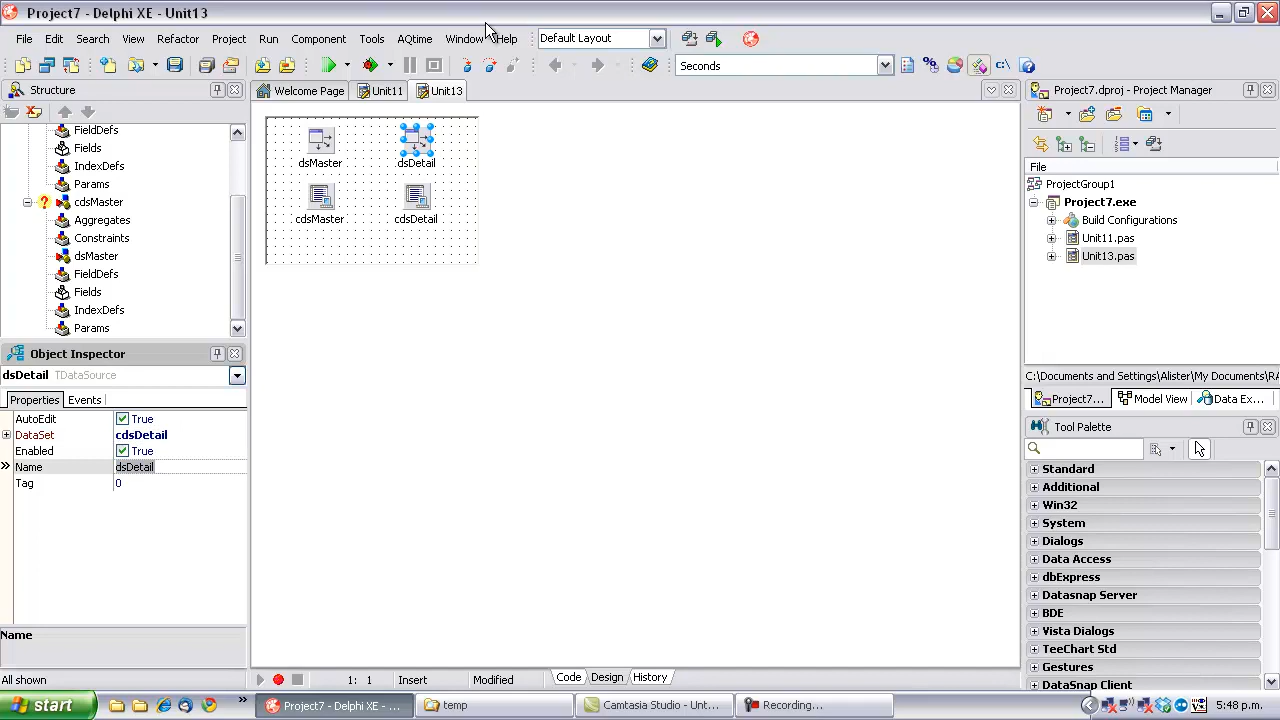 Project7 - Delphi XE - Unit13
File Edit Search View Refactor Project Run Component Tools AQtime Window Help Default Layout
Seconds
Structure
Welcome Page Unit11 Unit13
Project7.dproj - Project Manager
FieldDefs
Fields
IndexDefs
Params
cdsMaster
Aggregates
Constraints
dsMaster
FieldDefs
Fields
IndexDefs
Params
dsMaster dsDetail
cdsMaster cdsDetail
File
ProjectGroup1
Project7.exe
Build Configurations
Unit11.pas
Unit13.pas
C:\Documents and Settings\Alister\My Documents\RA
Project7... Model View Data Ex...
Object Inspector
dsDetail TDataSource
Properties Events
AutoEdit True
DataSet cdsDetail
Enabled True
Name dsDetail
Tag 0
Name
All shown
Tool Palette
Standard
Additional
Win32
System
Dialogs
Data Access
dbExpress
Datasnap Server
BDE
Vista Dialogs
TeeChart Std
Gestures
DataSnap Client
1: 1 Insert Modified Code Design History
start Project7 - Delphi XE - ... temp Camtasia Studio - Unt... Recording... 5:48 p.m.